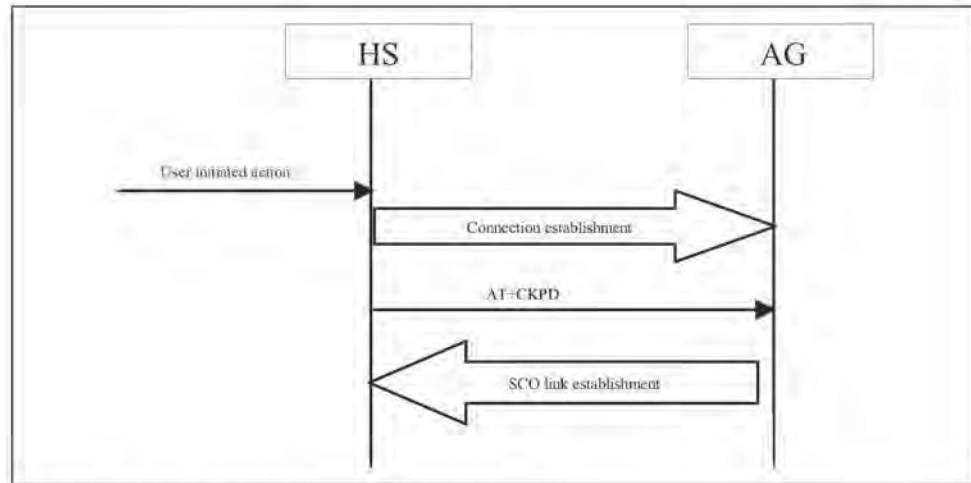 HS
AG
User initiated action
Connection establishment
AT+CKPD
SCO link establishment